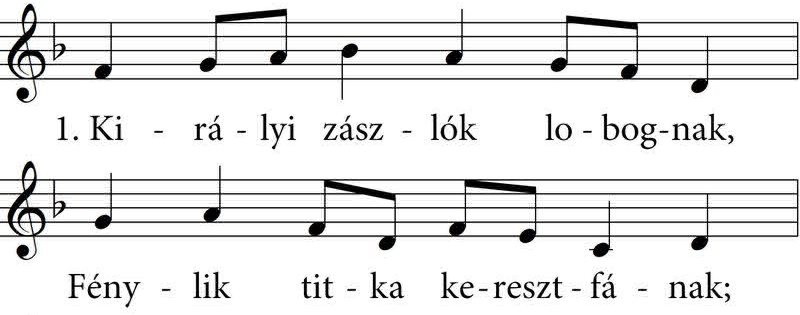 1. Ki - rá - lyi zász - lók lo - bog-nak,
Fény - lik tit - ka ke-reszt - fá - nak;